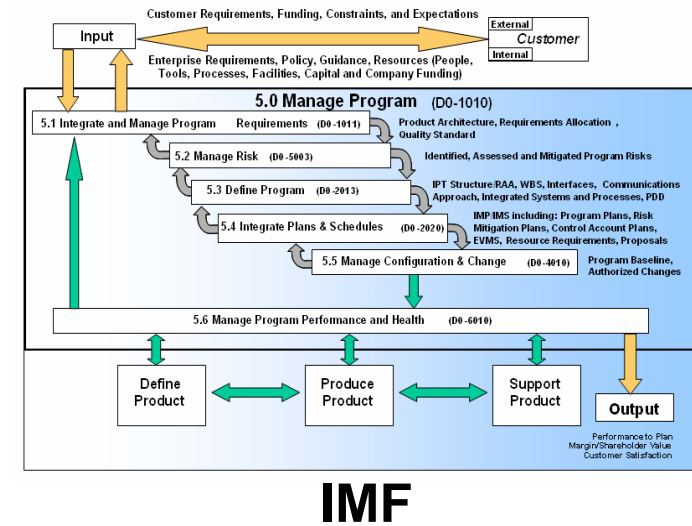 Customer Requirements, Funding, Constraints, and Expectations
Input
External
Customer
Internal
Enterprise Requirements, Policy, Guidance, Resources (People,
Tools, Processes, Facilities, Capital and Company Funding)
5.0 Manage Program (D0-1010)
5.1 Integrate and Manage Program Requirements (D0-1011)
Product Architecture, Requirements Allocation ,
Quality Standard
5.2 Manage Risk (D0-5003)
Identified, Assessed and Mitigated Program Risks
5.3 Define Program (D0-2013)
IPT Structure/RAA, WBS, Interfaces, Communications
Approach, Integrated Systems and Processes, PDD
5.4 Integrate Plans & Schedules (D0-2020)
IMP/IMS including: Program Plans, Risk
Mitigation Plans, Control Account Plans,
EVMS, Resource Requirements, Proposals
5.5 Manage Configuration & Change (D0-4010)
Program Baseline,
Authorized Changes
5.6 Manage Program Performance and Health (D0-6010)
Define
Product
Produce
Product
Support
Product
Output
Performance to Plan
Margin/Shareholder Value
Customer Satisfaction
IMF